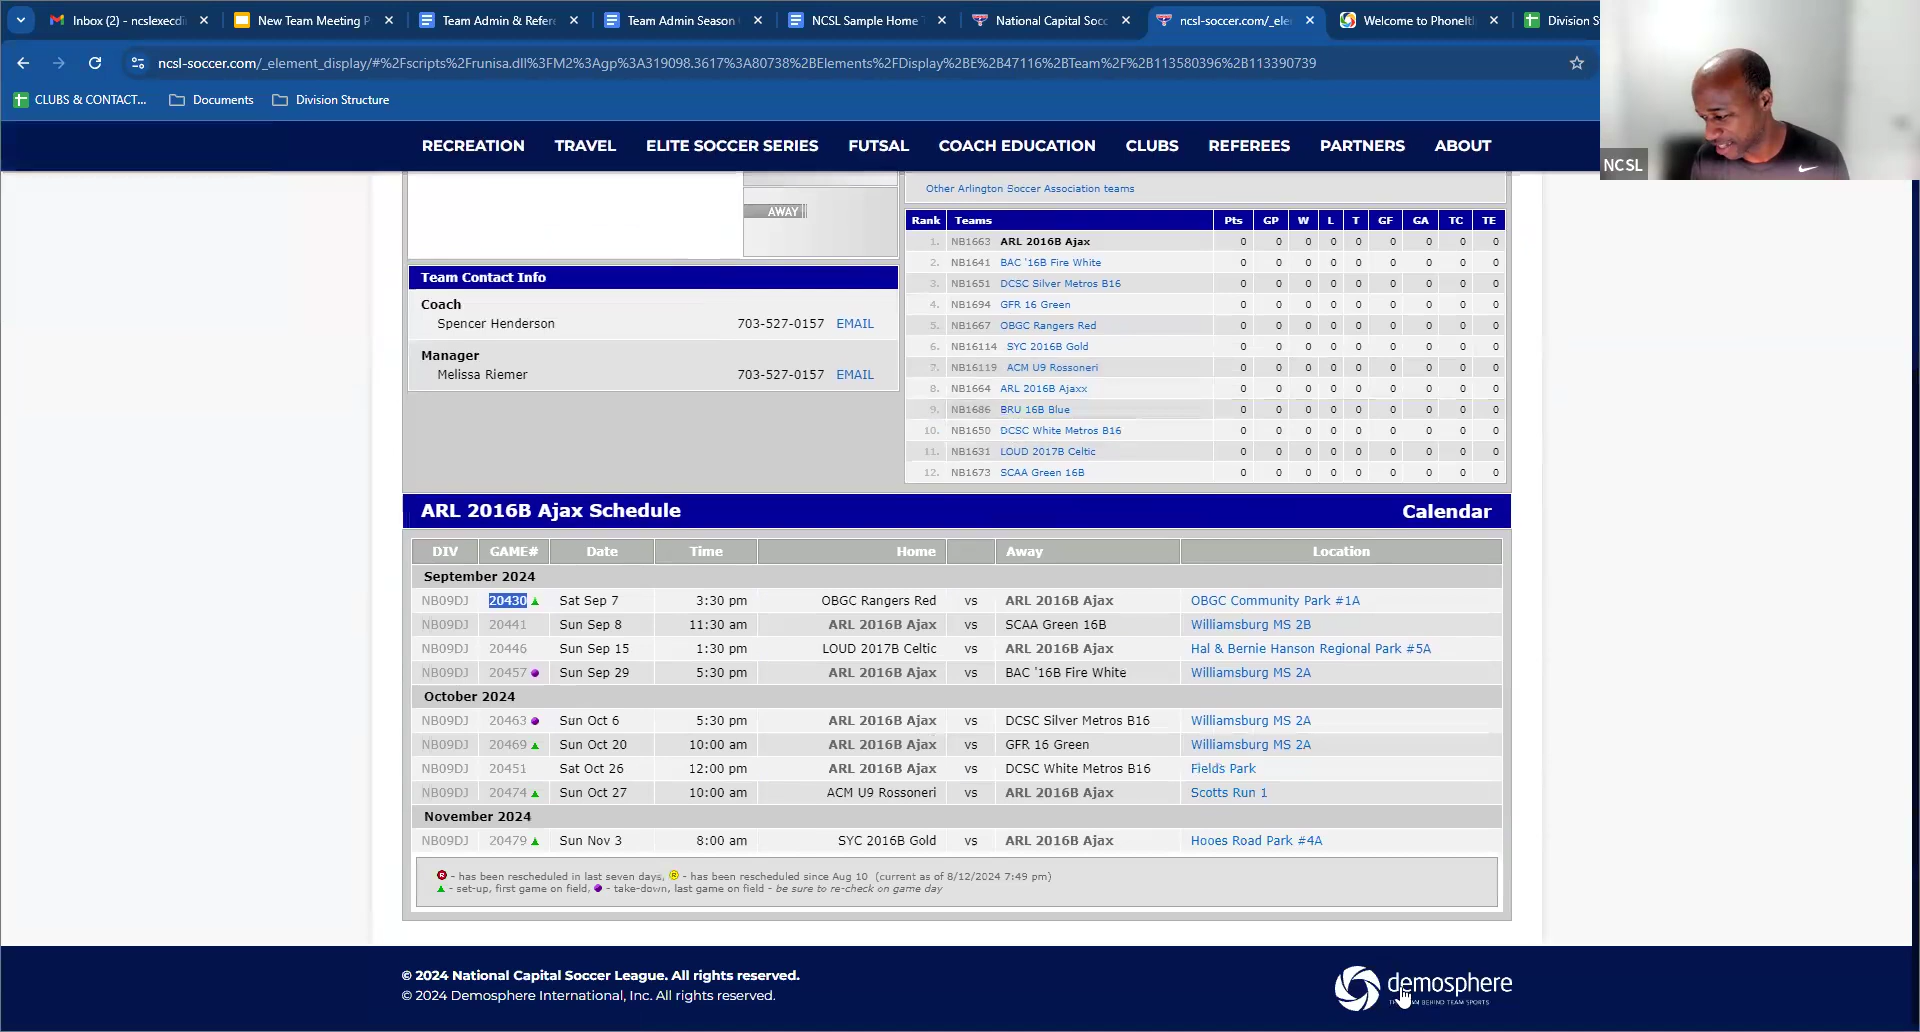 Inbox (2) - ncslexecdi
New Team Meeting P
Team Admin & Refere
Team Admin Season
NCSL Sample Home T
National Capital Socc
ncsl-soccer.com/_ele
Welcome to PhoneIt
Division S
ncsl-soccer.com/_element_display/#%2Fscripts%2Frunisa.dll%3FM2%3Agp%3A319098.3617%3A80738%2BElements%2FDisplay%2BE%2B47116%2BTeam%2F%2B113580396%2B113390739
CLUBS & CONTACT... Documents Division Structure
RECREATION TRAVEL ELITE SOCCER SERIES FUTSAL COACH EDUCATION CLUBS REFEREES PARTNERS ABOUT
NCSL
AWAY
Team Contact Info
Coach
Spencer Henderson 703-527-0157 EMAIL
Manager
Melissa Riemer 703-527-0157 EMAIL
Other Arlington Soccer Association teams
Rank Teams Pts GP W L T GF GA TC TE
1. NB1663 ARL 2016B Ajax 0 0 0 0 0 0 0 0 0
2. NB1641 BAC '16B Fire White 0 0 0 0 0 0 0 0 0
3. NB1651 DCSC Silver Metros B16 0 0 0 0 0 0 0 0 0
4. NB1694 GFR 16 Green 0 0 0 0 0 0 0 0 0
5. NB1667 OBGC Rangers Red 0 0 0 0 0 0 0 0 0
6. NB16114 SYC 2016B Gold 0 0 0 0 0 0 0 0 0
7. NB16119 ACM U9 Rossoneri 0 0 0 0 0 0 0 0 0
8. NB1664 ARL 2016B Ajaxx 0 0 0 0 0 0 0 0 0
9. NB1686 BRU 16B Blue 0 0 0 0 0 0 0 0 0
10. NB1650 DCSC White Metros B16 0 0 0 0 0 0 0 0 0
11. NB1631 LOUD 2017B Celtic 0 0 0 0 0 0 0 0 0
12. NB1673 SCAA Green 16B 0 0 0 0 0 0 0 0 0
ARL 2016B Ajax Schedule Calendar
DIV GAME# Date Time Home Away Location
September 2024
NB09DJ 20430 Sat Sep 7 3:30 pm OBGC Rangers Red vs ARL 2016B Ajax OBGC Community Park #1A
NB09DJ 20441 Sun Sep 8 11:30 am ARL 2016B Ajax vs SCAA Green 16B Williamsburg MS 2B
NB09DJ 20446 Sun Sep 15 1:30 pm LOUD 2017B Celtic vs ARL 2016B Ajax Hal & Bernie Hanson Regional Park #5A
NB09DJ 20457 Sun Sep 29 5:30 pm ARL 2016B Ajax vs BAC '16B Fire White Williamsburg MS 2A
October 2024
NB09DJ 20463 Sun Oct 6 5:30 pm ARL 2016B Ajax vs DCSC Silver Metros B16 Williamsburg MS 2A
NB09DJ 20469 Sun Oct 20 10:00 am ARL 2016B Ajax vs GFR 16 Green Williamsburg MS 2A
NB09DJ 20451 Sat Oct 26 12:00 pm ARL 2016B Ajax vs DCSC White Metros B16 Fields Park
NB09DJ 20474 Sun Oct 27 10:00 am ACM U9 Rossoneri vs ARL 2016B Ajax Scotts Run 1
November 2024
NB09DJ 20479 Sun Nov 3 8:00 am SYC 2016B Gold vs ARL 2016B Ajax Hooes Road Park #4A
R - has been rescheduled in last seven days, R - has been rescheduled since Aug 10 (current as of 8/12/2024 7:49 pm)
- set-up, first game on field, - take-down, last game on field - be sure to re-check on game day
© 2024 National Capital Soccer League. All rights reserved.
© 2024 Demosphere International, Inc. All rights reserved.
demosphere
TEAM BEHIND TEAM SPORTS